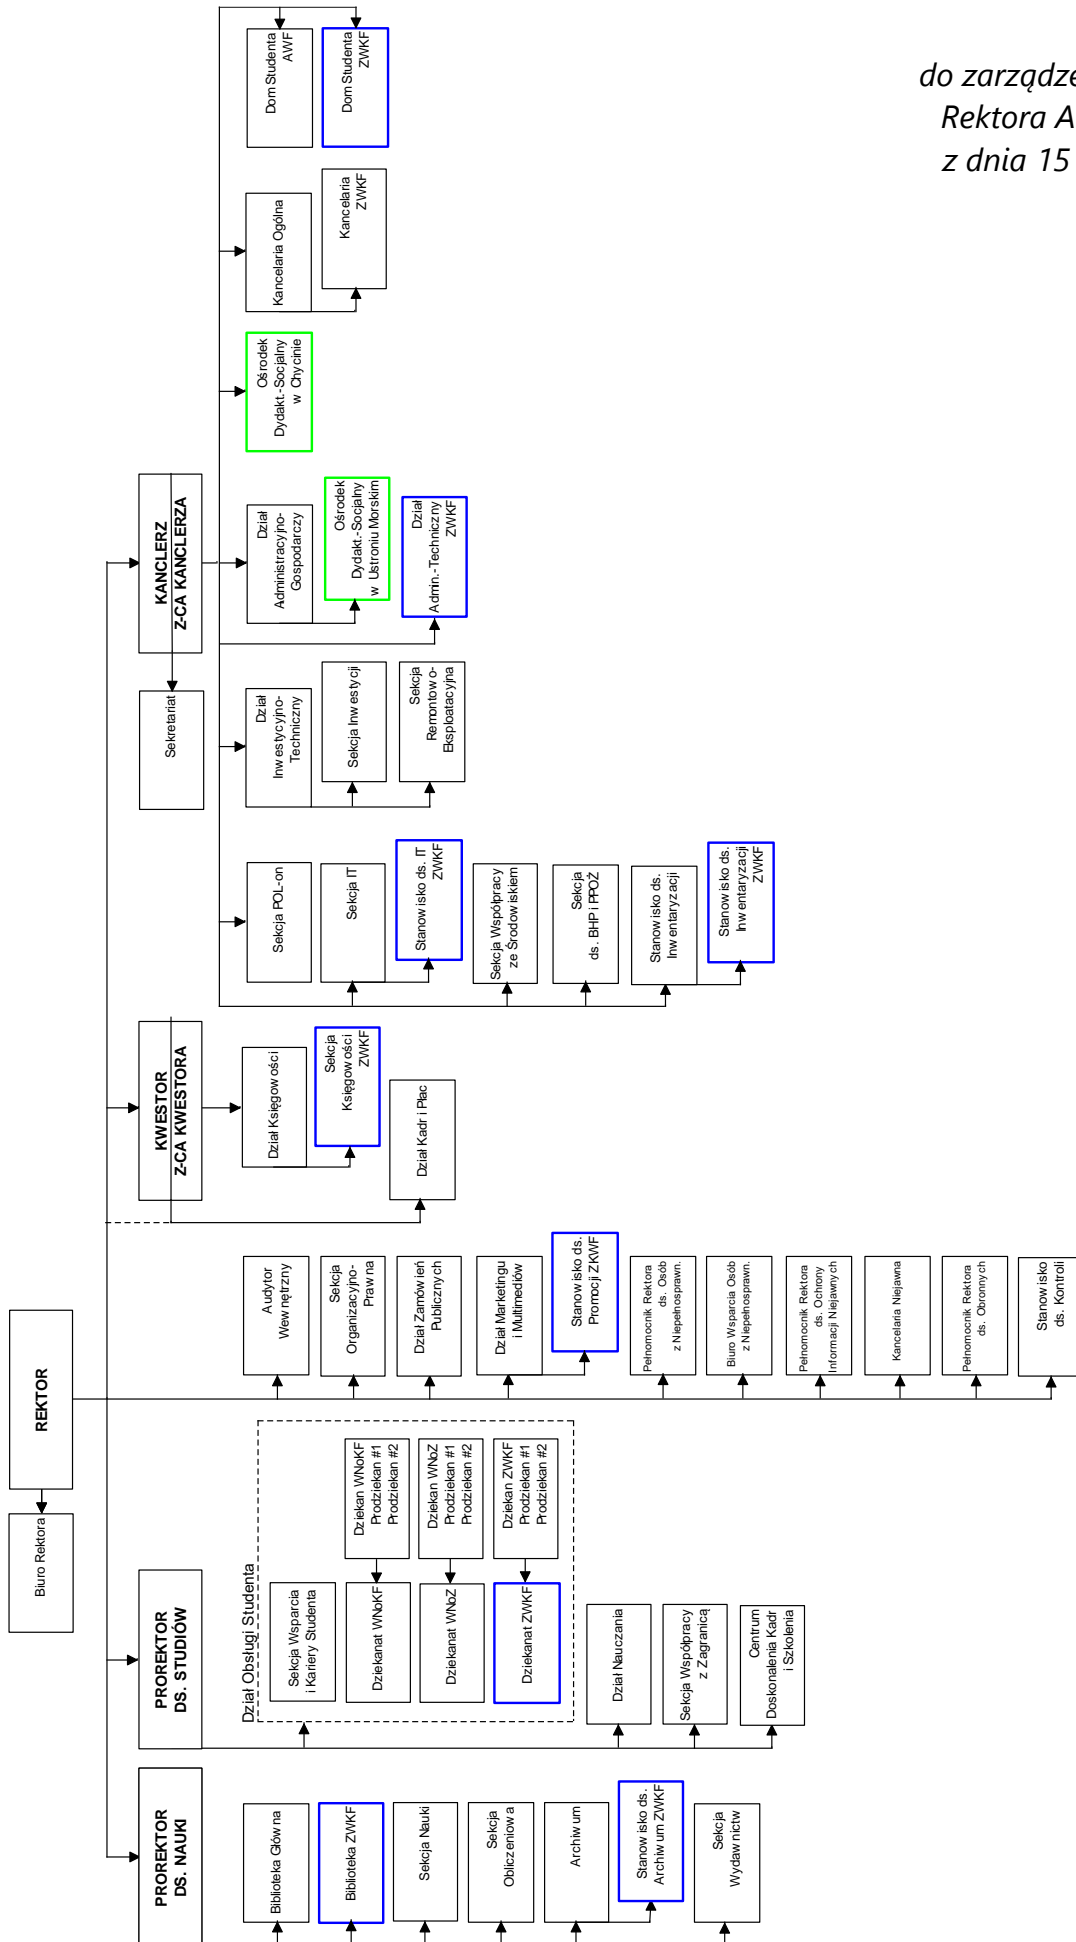 do zarządze
Rektora A
z dnia 15
REKTOR
Biuro Rektora
PROREKTOR
DS. NAUKI
Biblioteka Główna
Biblioteka ZWKF
Sekcja Nauki
Sekcja
Obliczeniowa
Archiwum
Stanowisko ds.
Archiwum ZWKF
Sekcja
Wydawnictw
PROREKTOR
DS. STUDIÓW
Dział Obsługi Studenta
Sekcja Wsparcia
i Kariery Studenta
Dziekanat WNoKF
Dziekan WNoKF
Prodziekan #1
Prodziekan #2
Dziekanat WNoZ
Dziekan WNoZ
Prodziekan #1
Prodziekan #2
Dziekanat ZWKF
Dziekan ZWKF
Prodziekan #1
Prodziekan #2
Dział Nauczania
Sekcja Współpracy
z Zagranicą
Centrum
Doskonalenia Kadr
i Szkolenia
Audytor
Wewnętrzny
Sekcja
Organizacyjno-
Prawna
Dział Zamówień
Publicznych
Dział Marketingu
i Multimediów
Stanowisko ds.
Promocji ZKWF
Pełnomocnik Rektora
ds. Osób
z Niepełnosprawn.
Biuro Wsparcia Osób
z Niepełnosprawn.
Pełnomocnik Rektora
ds. Ochrony
Informacji Niejawnych
Kancelaria Niejawna
Pełnomocnik Rektora
ds. Obronnych
Stanowisko
ds. Kontroli
KWESTOR
Z-CA KWESTORA
Dział Księgowości
Sekcja
Księgowości
ZWKF
Dział Kadr i Płac
KANCLERZ
Z-CA KANCLERZA
Sekretariat
Sekcja POL-on
Sekcja IT
Stanowisko ds. IT
ZWKF
Sekcja Współpracy
ze Środowiskiem
Sekcja
ds. BHP i PPOŻ
Stanowisko ds.
Inwentaryzacji
Stanowisko ds.
Inwentaryzacji
ZWKF
Dział
Inwestycyjno-
Techniczny
Sekcja Inwestycji
Sekcja
Remontowo-
Eksploatacyjna
Dział
Administracyjno-
Gospodarczy
Ośrodek
Dydakt.-Socjalny
w Ustroniu Morskim
Dział
Admin.-Techniczny
ZWKF
Ośrodek
Dydakt.-Socjalny
w Chycinie
Kancelaria Ogólna
Kancelaria
ZWKF
Dom Studenta
AWF
Dom Studenta
ZWKF